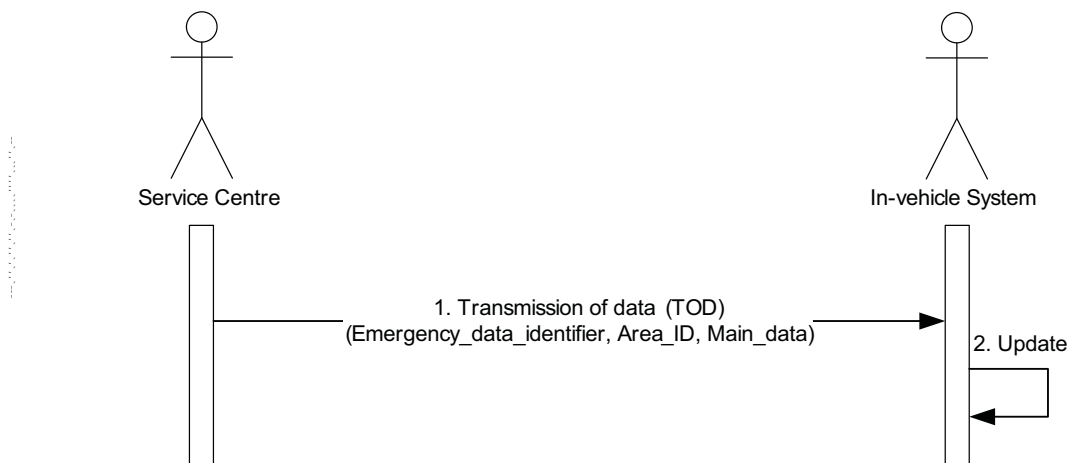 Service Centre
In-vehicle System
1. Transmission of data (TOD)
(Emergency_data_identifier, Area_ID, Main_data)
2. Update